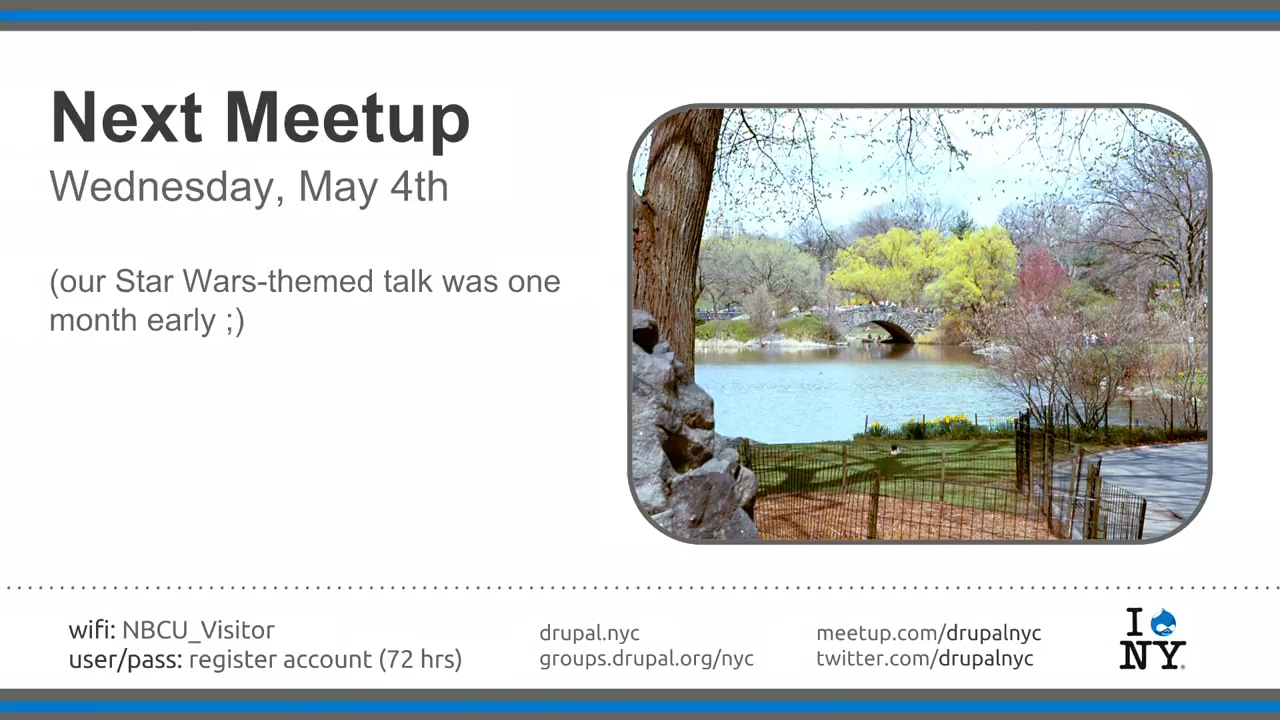 Next Meetup
Wednesday, May 4th
(our Star Wars-themed talk was one
month early ;)
wifi: NBCU_Visitor
user/pass: register account (72 hrs)
drupal.nyc
groups.drupal.org/nyc
meetup.com/drupalnyc
twitter.com/drupalnyc
I
NY®